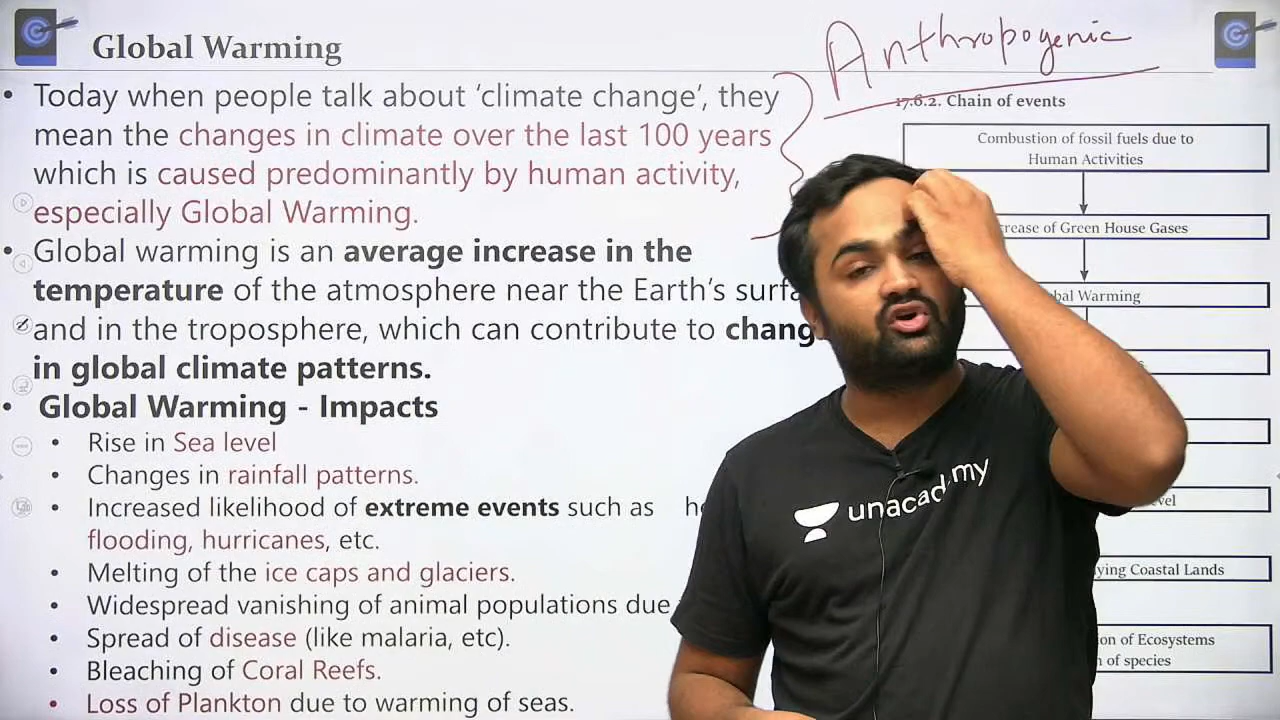 Global Warming
Anthropogenic
• Today when people talk about ‘climate change’, they
mean the changes in climate over the last 100 years
which is caused predominantly by human activity,
especially Global Warming.
• Global warming is an average increase in the
temperature of the atmosphere near the Earth’s
and in the troposphere, which can contribute to
in global climate patterns.
• Global Warming - Impacts
• Rise in Sea level
• Changes in rainfall patterns.
• Increased likelihood of extreme events such as
flooding, hurricanes, etc.
• Melting of the ice caps and glaciers.
• Widespread vanishing of animal populations due
• Spread of disease (like malaria, etc).
• Bleaching of Coral Reefs.
• Loss of Plankton due to warming of seas.
17.6.2. Chain of events
Combustion of fossil fuels due to
Human Activities
of Green House Gases
Warming
Coastal Lands
of Ecosystems
of species
unacademy